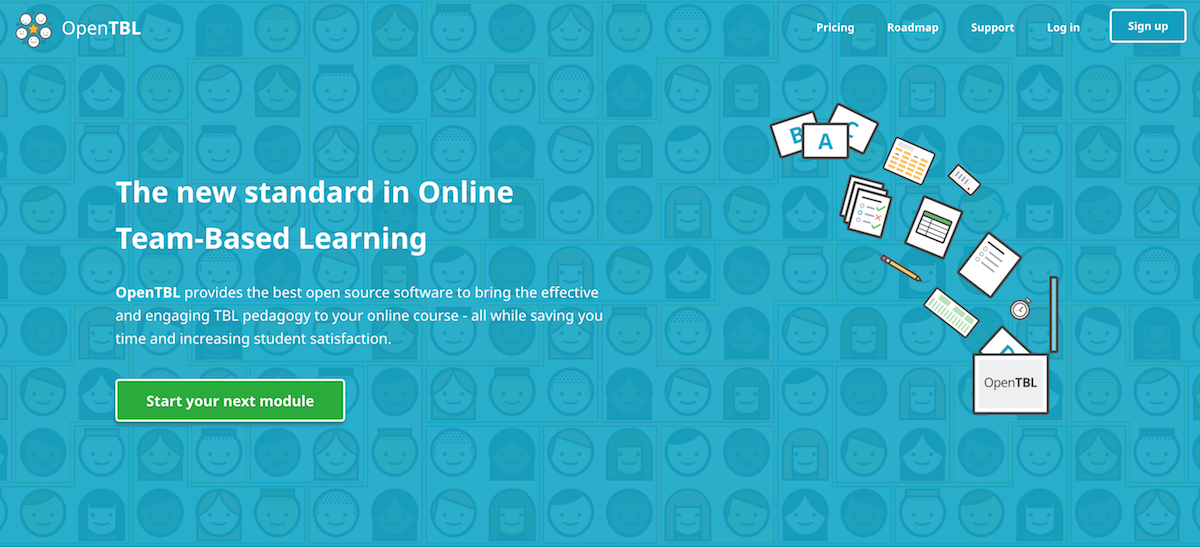 OpenTBL
Pricing
Roadmap
Support
Log in
Sign up
B
A
C
The new standard in Online
Team-Based Learning
OpenTBL provides the best open source software to bring the effective
and engaging TBL pedagogy to your online course - all while saving you
time and increasing student satisfaction.
Start your next module
D
OpenTBL